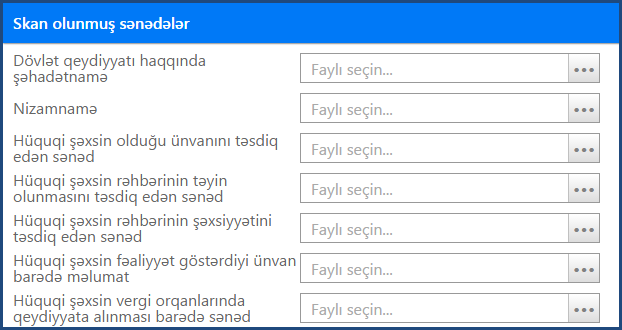 Skan olunmuş sənədələr
Dövlət qeydiyyatı haqqında
şəhadətnamə
Faylı seçin...
Nizamnamə
Faylı seçin...
Hüquqi şəxsin olduğu ünvanını təsdiq
edən sənəd
Faylı seçin...
Hüquqi şəxsin rəhbərinin təyin
olunmasını təsdiq edən sənəd
Faylı seçin...
Hüquqi şəxsin rəhbərinin şəxsiyyətini
təsdiq edən sənəd
Faylı seçin...
Hüquqi şəxsin fəaliyyət göstərdiyi ünvan
barədə məlumat
Faylı seçin...
Hüquqi şəxsin vergi orqanlarında
qeydiyyata alınması barədə sənəd
Faylı seçin...